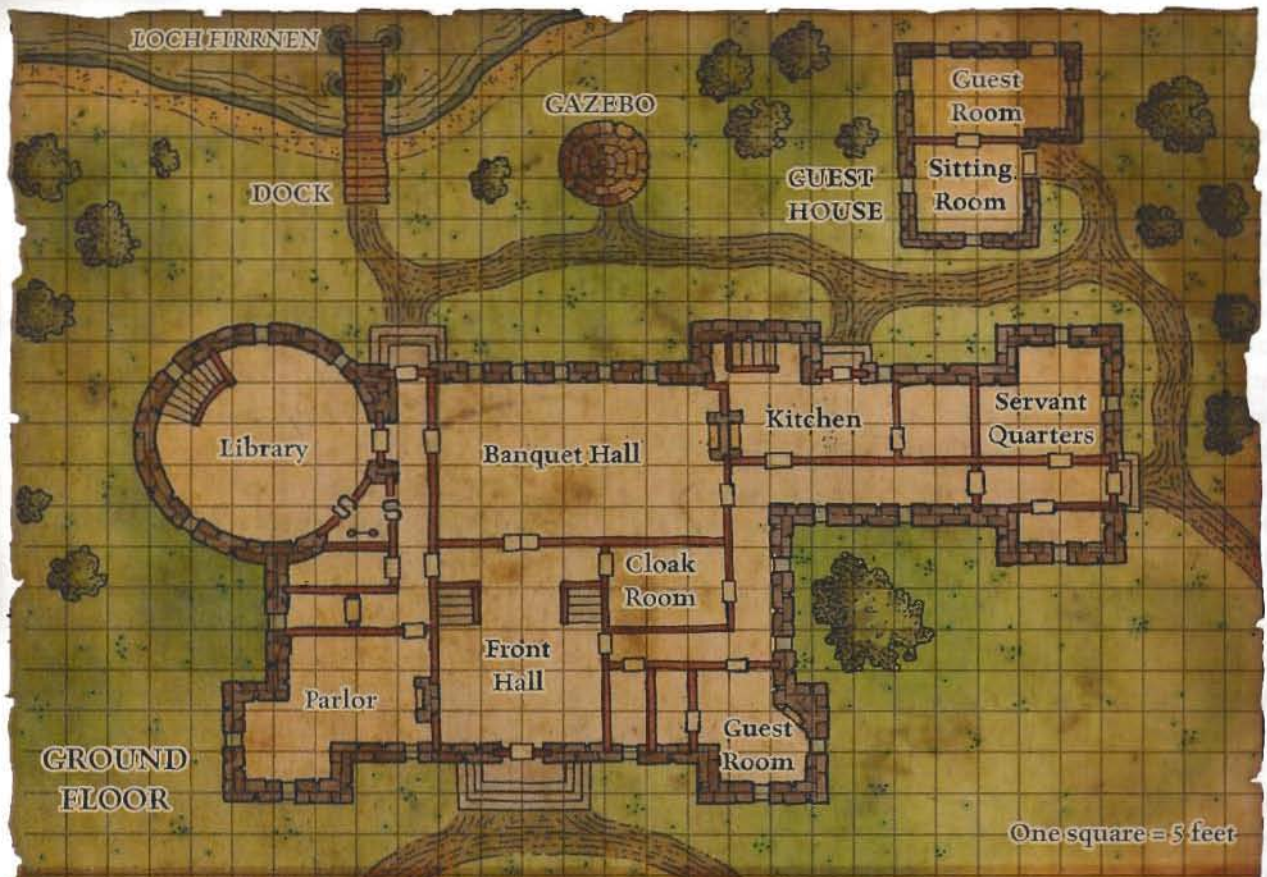 LOCH FIRRNEN
GAZEBO
DOCK
Guest
Room
GUEST
HOUSE
Sitting
Room
Library
Banquet Hall
Kitchen
Servant
Quarters
S S
Cloak
Room
Front
Hall
Parlor
Guest
Room
GROUND
FLOOR
One square = 5 feet